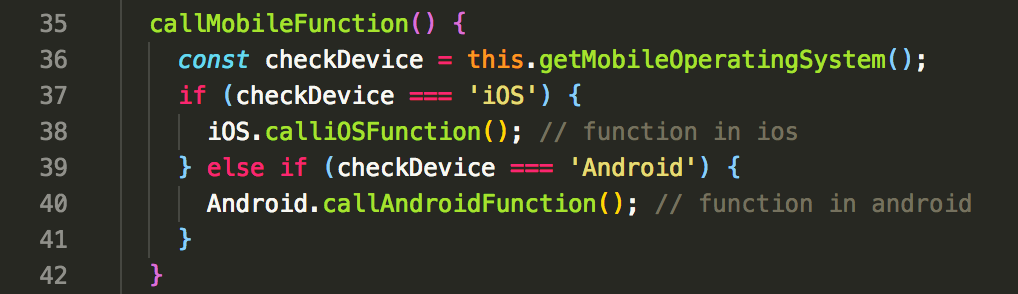 35 callMobileFunction() {
36 const checkDevice = this.getMobileOperatingSystem();
37 if (checkDevice === 'iOS') {
38 iOS.calliOSFunction(); // function in ios
39 } else if (checkDevice === 'Android') {
40 Android.callAndroidFunction(); // function in android
41 }
42 }